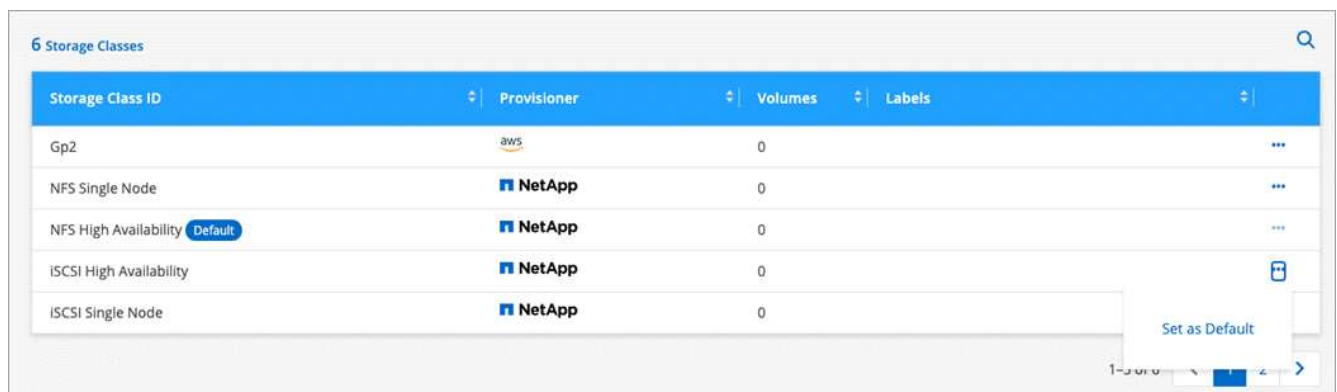 6 Storage Classes
Storage Class ID Provisioner Volumes Labels
Gp2 aws 0
NFS Single Node NetApp 0
NFS High Availability Default NetApp 0
iSCSI High Availability NetApp 0
iSCSI Single Node NetApp 0
Set as Default
2